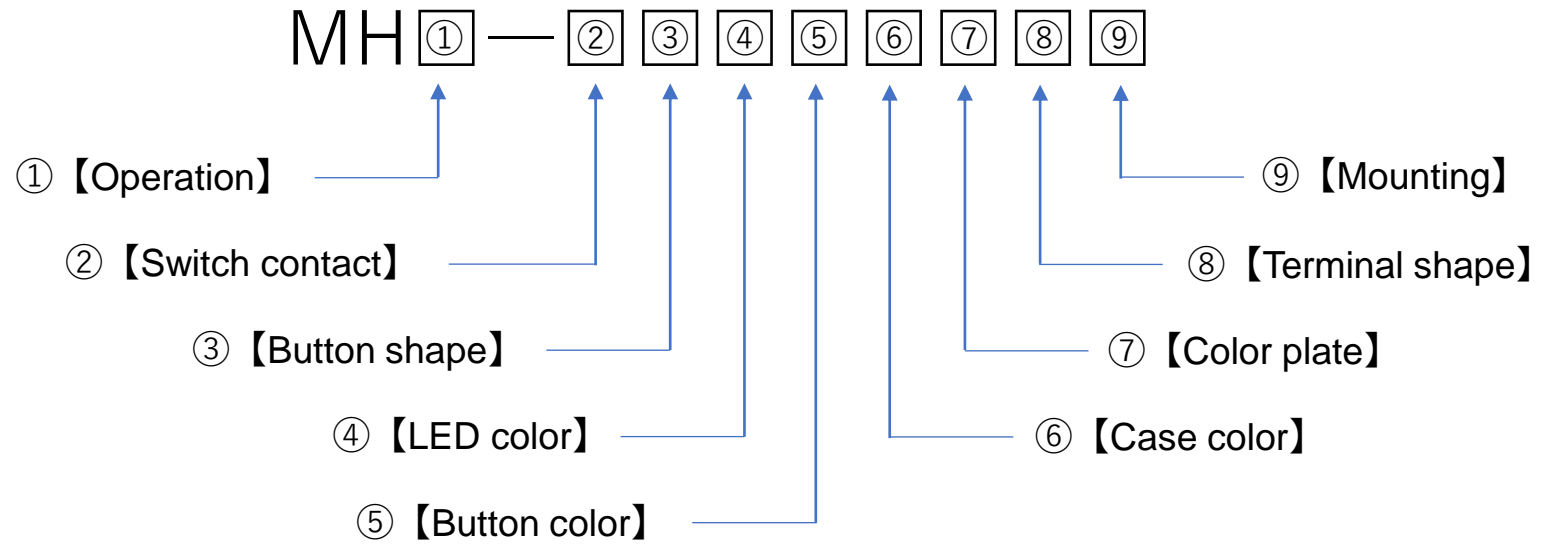 MH①—②③④⑤⑥⑦⑧⑨
①【Operation】
⑨【Mounting】
②【Switch contact】
⑧【Terminal shape】
③【Button shape】
⑦【Color plate】
④【LED color】
⑥【Case color】
⑤【Button color】